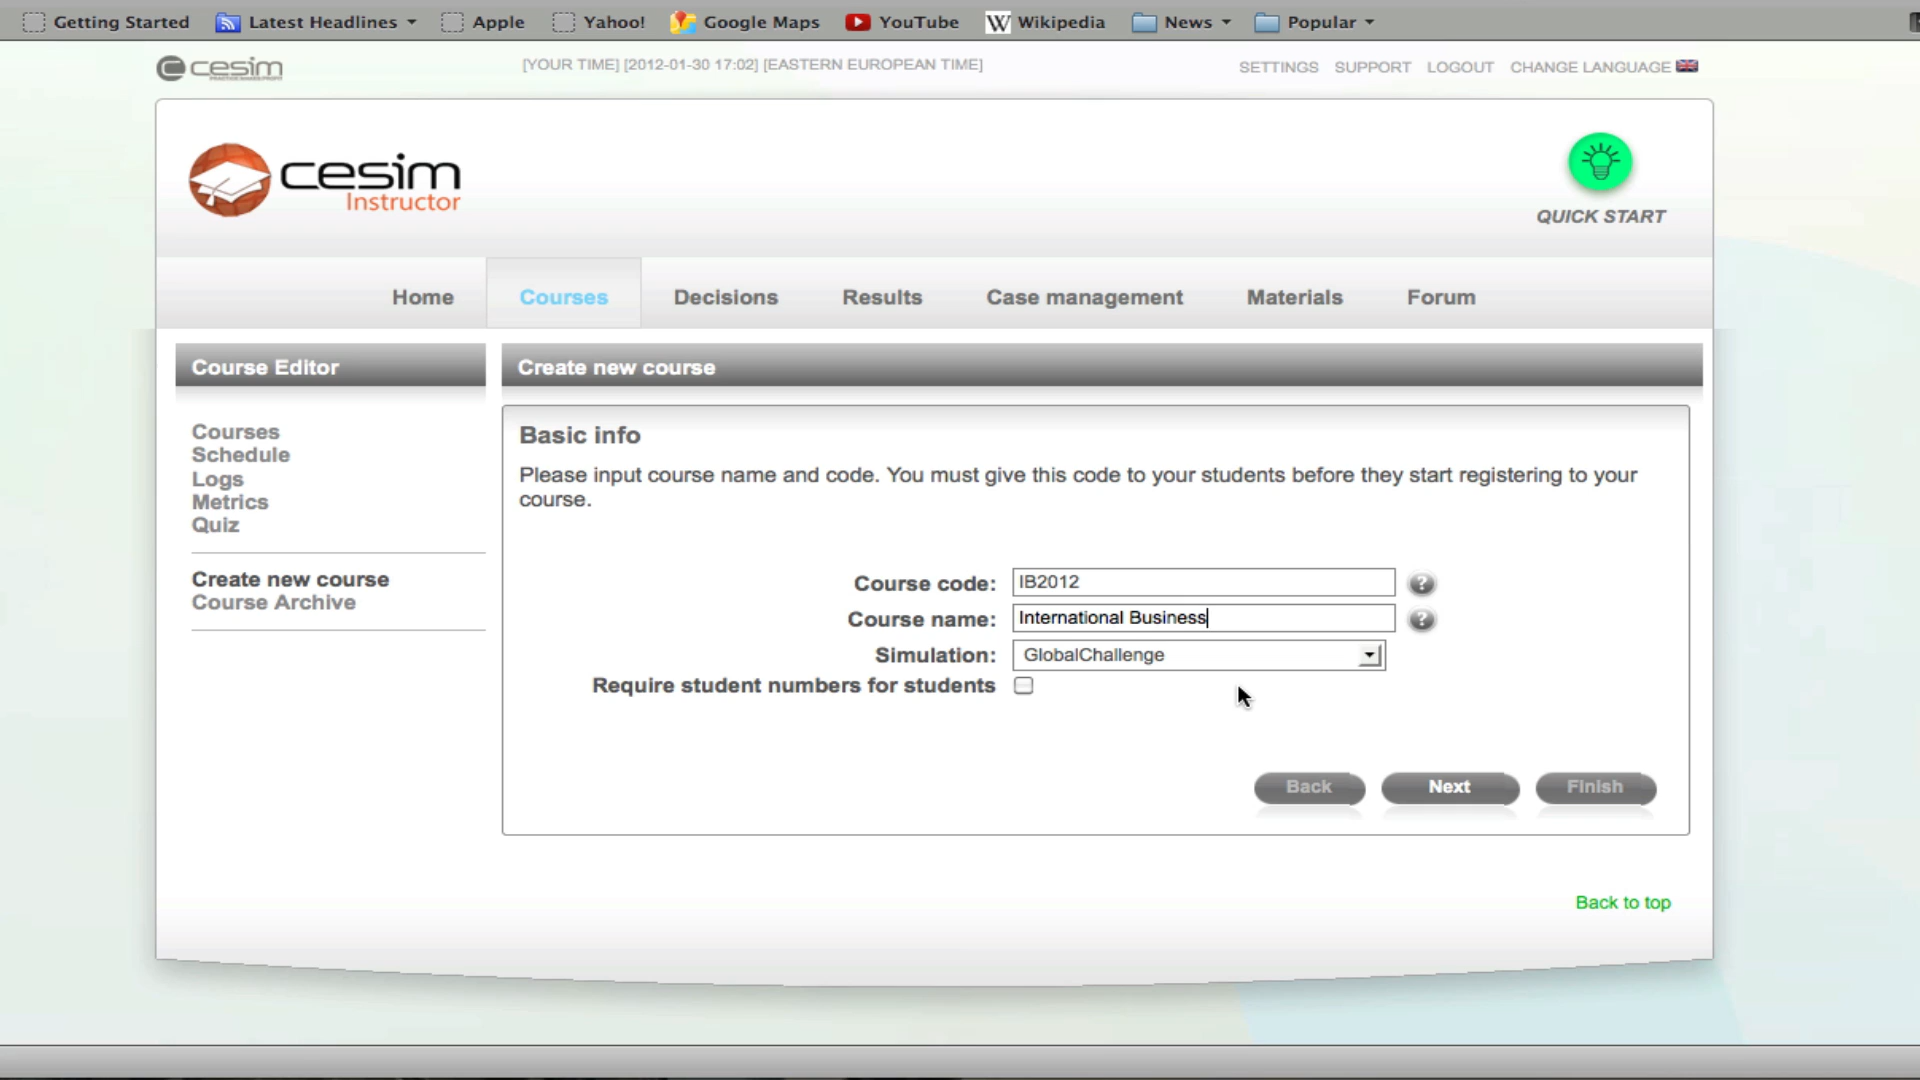 Getting Started Latest Headlines Apple Yahoo! Google Maps YouTube Wikipedia News Popular
cesim [YOUR TIME] [2012-01-30 17:02] [EASTERN EUROPEAN TIME] SETTINGS SUPPORT LOGOUT CHANGE LANGUAGE
cesim
Instructor
QUICK START
Home Courses Decisions Results Case management Materials Forum
Course Editor
Courses
Schedule
Logs
Metrics
Quiz
Create new course
Course Archive
Create new course
Basic info
Please input course name and code. You must give this code to your students before they start registering to your
course.
Course code: IB2012 ?
Course name: International Business ?
Simulation: GlobalChallenge
Require student numbers for students
Back Next Finish
Back to top